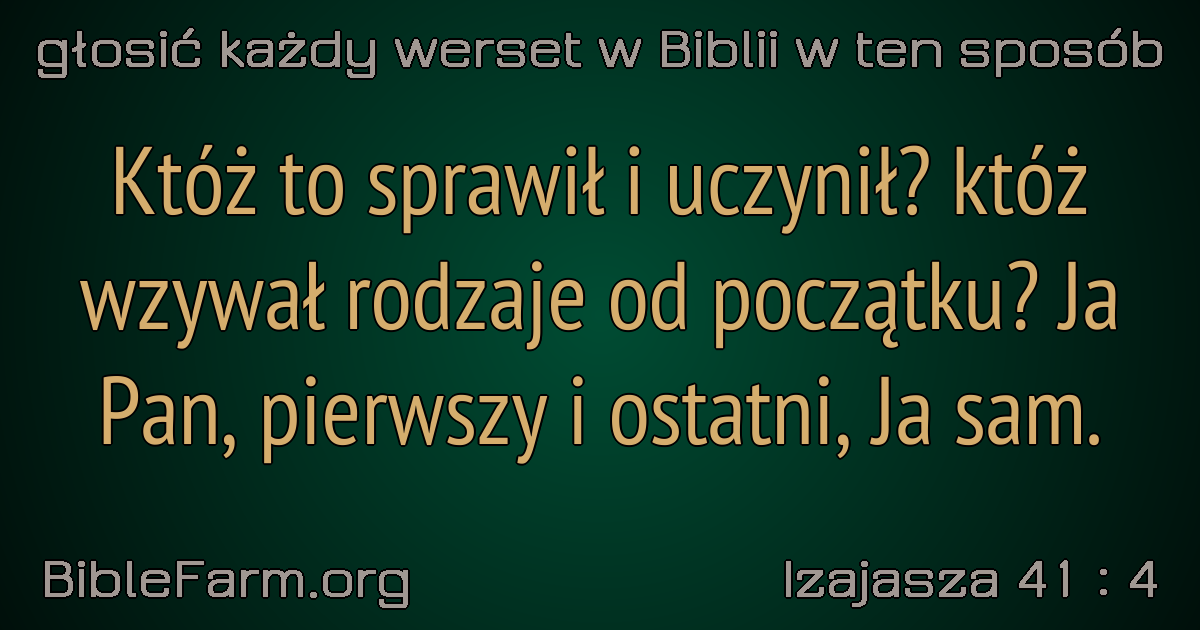 głosić każdy werset w Biblii w ten sposób
Któż to sprawił i uczynił? któż
wzywał rodzaje od początku? Ja
Pan, pierwszy i ostatni, Ja sam.
BibleFarm.org
Izajasza 41 : 4